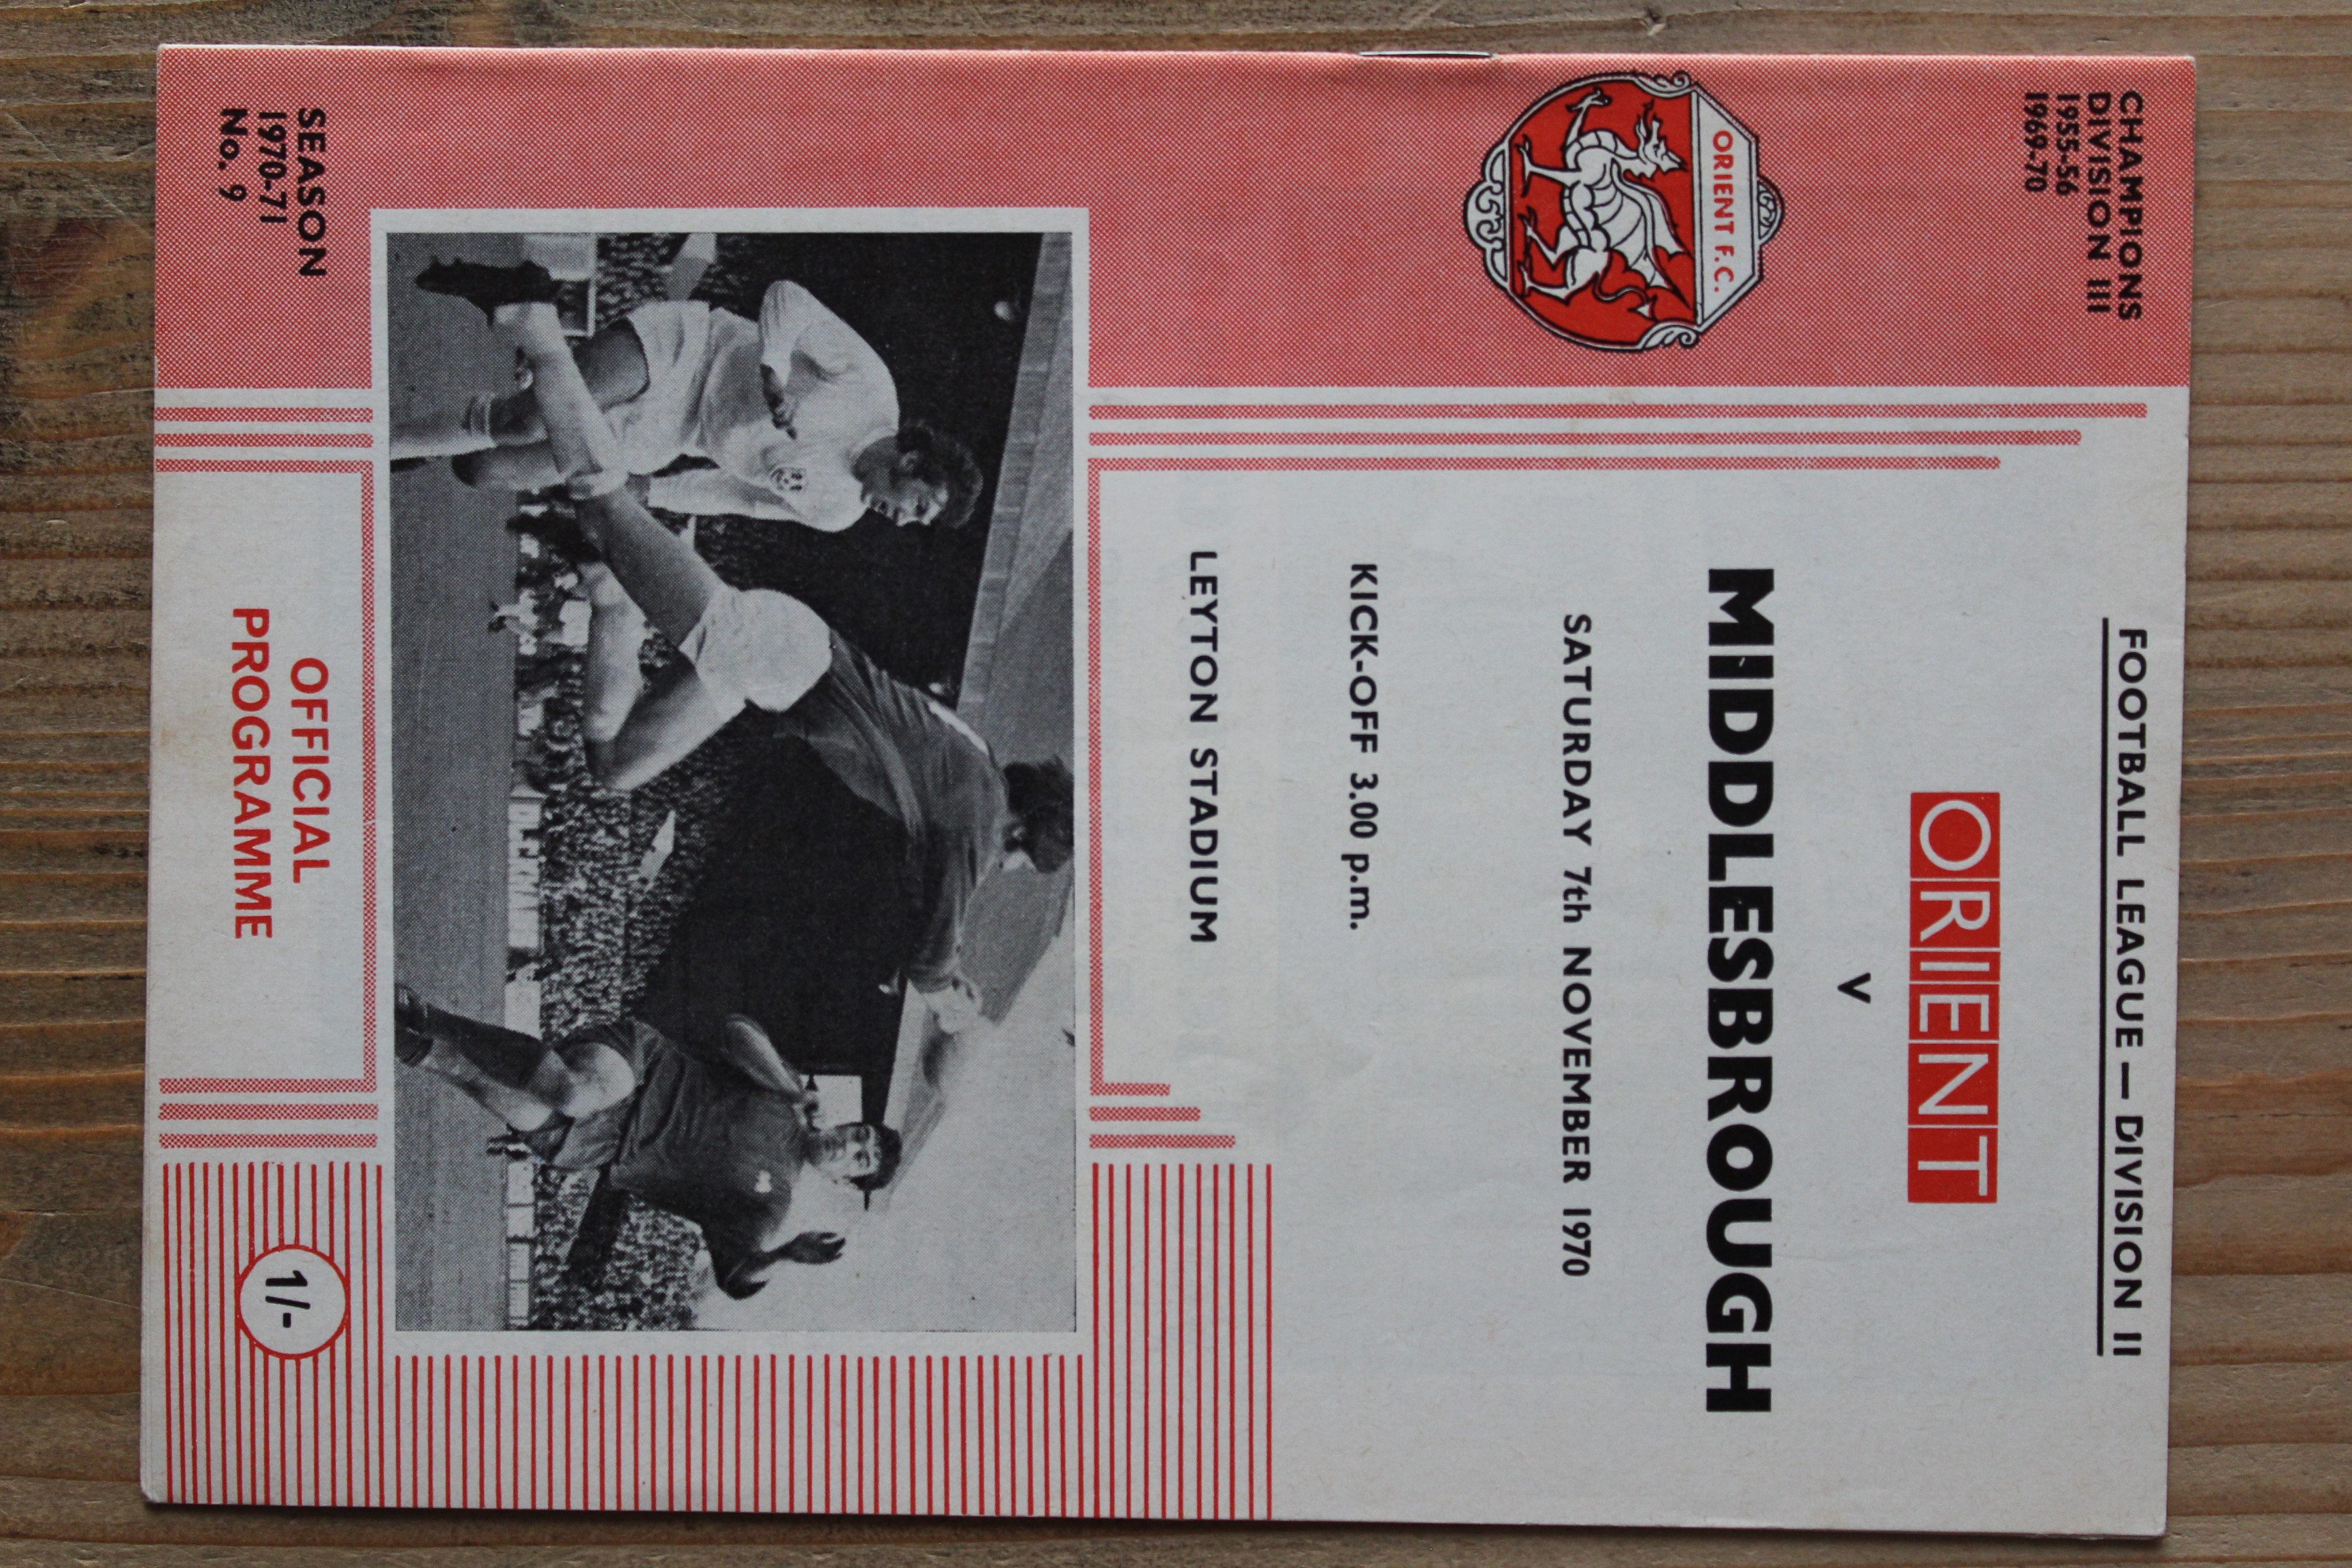 CHAMPIONS
DIVISION III
1955-56
1969-70
FOOTBALL LEAGUE — DIVISION II
ORIENT
v
MIDDLESBROUGH
ORIENT F.C.
SATURDAY 7th NOVEMBER 1970
KICK-OFF 3.00 p.m.
LEYTON STADIUM
SEASON
1970-71
No. 9
OFFICIAL
PROGRAMME
1/-